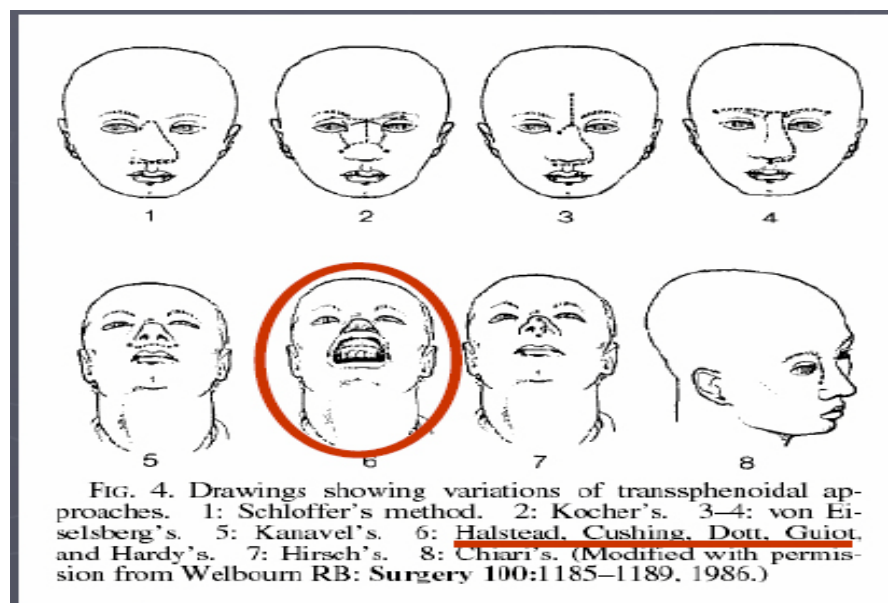 1
2
3
4
5
6
7
8
FIG. 4. Drawings showing variations of transsphenoidal ap-
proaches. 1: Schloffer's method. 2: Kocher's. 3–4: von Ei-
selsberg's. 5: Kanavel's. 6: Halstead, Cushing, Dott, Guiot,
and Hardy's. 7: Hirsch's. 8: Chiari's. (Modified with permis-
sion from Welbourn RB: Surgery 100:1185–1189, 1986.)